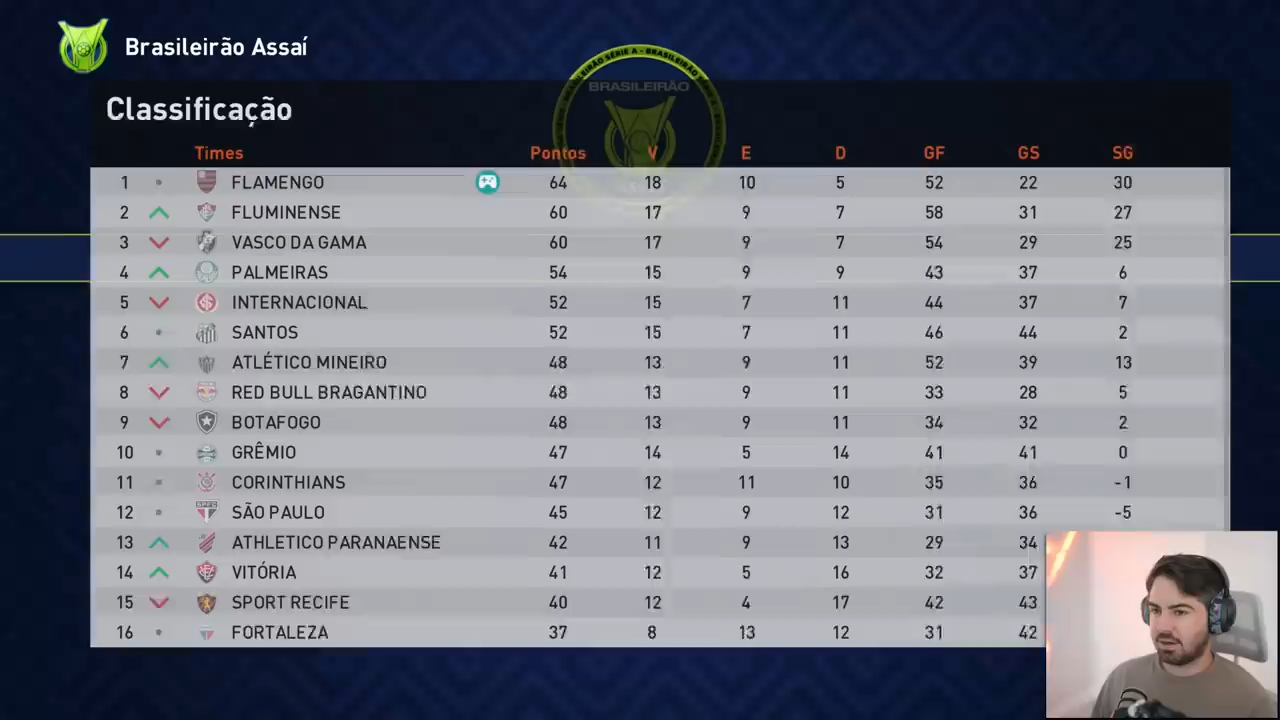 Brasileirão Assaí
BRASILEIRÃO SÉRIE A - BRASILEIRÃO
BRASILEIRÃO
Classificação
Times Pontos V E D GF GS SG
1 FLAMENGO 64 18 10 5 52 22 30
2 FLUMINENSE 60 17 9 7 58 31 27
3 VASCO DA GAMA 60 17 9 7 54 29 25
4 PALMEIRAS 54 15 9 9 43 37 6
5 INTERNACIONAL 52 15 7 11 44 37 7
6 SANTOS 52 15 7 11 46 44 2
7 ATLÉTICO MINEIRO 48 13 9 11 52 39 13
8 RED BULL BRAGANTINO 48 13 9 11 33 28 5
9 BOTAFOGO 48 13 9 11 34 32 2
10 GRÊMIO 47 14 5 14 41 41 0
11 CORINTHIANS 47 12 11 10 35 36 -1
12 SÃO PAULO 45 12 9 12 31 36 -5
13 ATHLETICO PARANAENSE 42 11 9 13 29 34
14 VITÓRIA 41 12 5 16 32 37
15 SPORT RECIFE 40 12 4 17 42 43
16 FORTALEZA 37 8 13 12 31 42